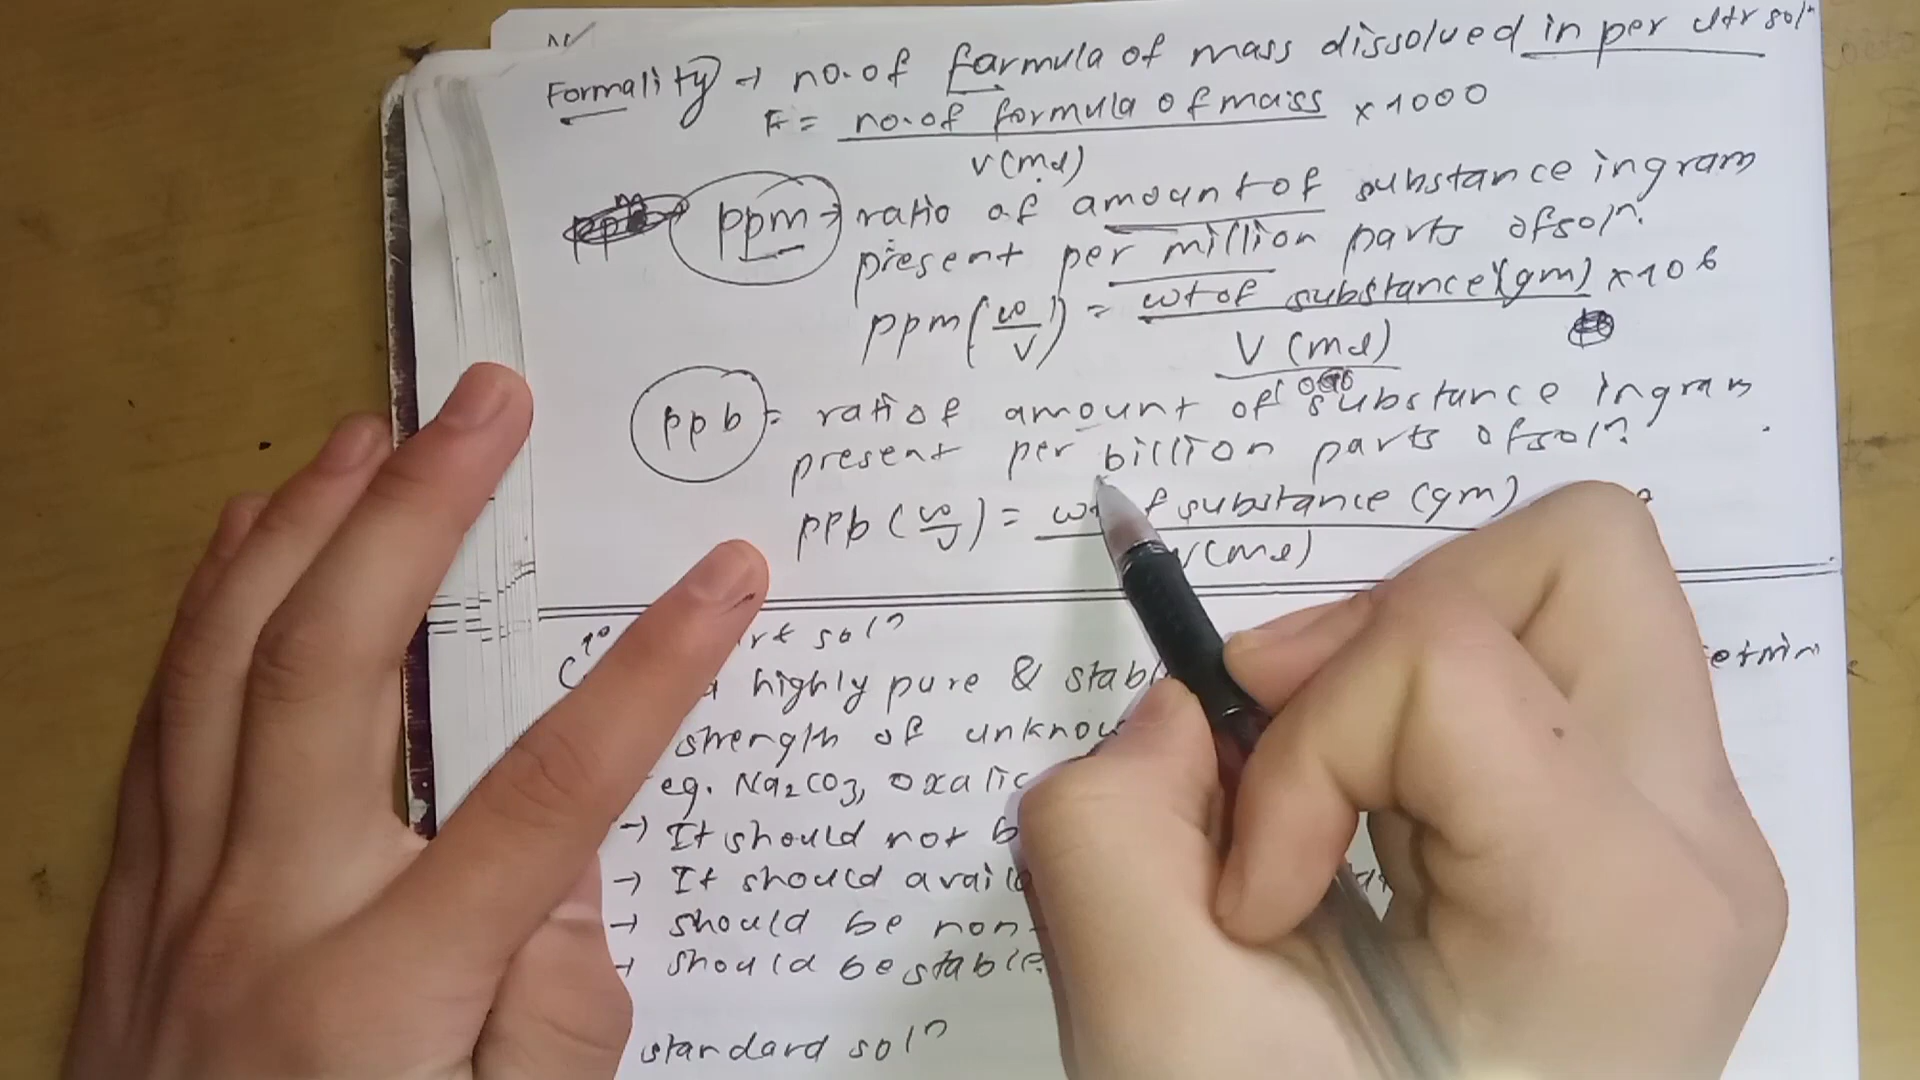 Formality → no. of farmula of mass dissolved in per ltr solⁿ
F = no. of formula of mass × 1000
V (ml)
ppm → ratio of amount of substance in gram
present per million parts of solⁿ.
ppm (w/V) = wt of substance (gm) × 10⁶
V (ml)
ppb = ratio of amount of substance in gram
present per billion parts of solⁿ.
ppb (w/v) = wt f substance (gm)
V (ml)
solⁿ
highly pure & stabl
strength of unknow
eg. Na₂CO₃, oxalic
→ It should not b
→ It should availa
→ should be non-
→ should be stable.
standard solⁿ